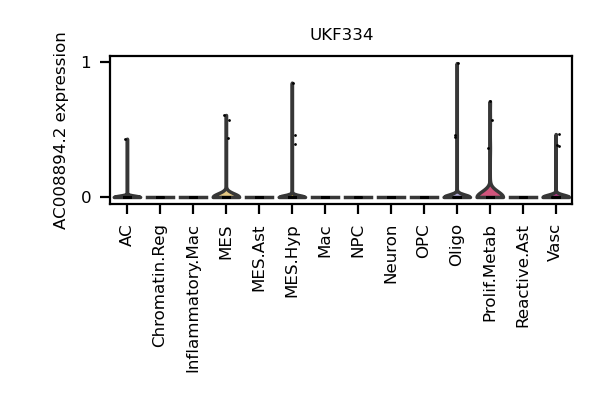 UKF334
AC008894.2 expression
1
0
AC
Chromatin.Reg
Inflammatory.Mac
MES
MES.Ast
MES.Hyp
Mac
NPC
Neuron
OPC
Oligo
Prolif.Metab
Reactive.Ast
Vasc